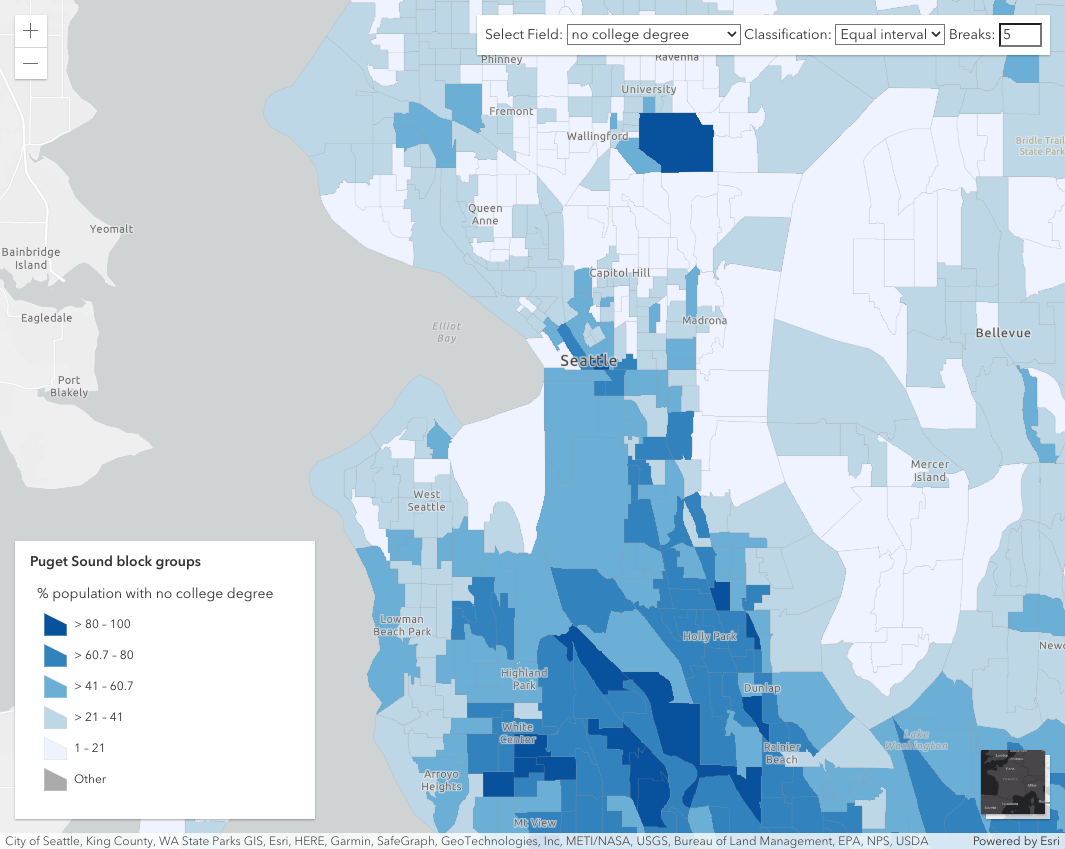 +
−
Select Field: no college degree Classification: Equal interval Breaks: 5
Phinney
Ravenna
University
Fremont
Wallingford
Bridle Trail
State Park
Queen
Anne
Yeomalt
Bainbridge
Island
Capitol Hill
Eagledale
Madrona
Elliot
Bay
Bellevue
Seattle
Port
Blakely
Mercer
Island
West
Seattle
Puget Sound block groups
% population with no college degree
> 80 – 100
> 60.7 – 80
> 41 – 60.7
> 21 – 41
1 – 21
Other
Lowman
Beach Park
Holly Park
Newc
Highland
Park
Dunlap
White
Center
Lake
Washington
Rainier
Beach
Arroyo
Heights
Mt View
City of Seattle, King County, WA State Parks GIS, Esri, HERE, Garmin, SafeGraph, GeoTechnologies, Inc, METI/NASA, USGS, Bureau of Land Management, EPA, NPS, USDA
Powered by Esri